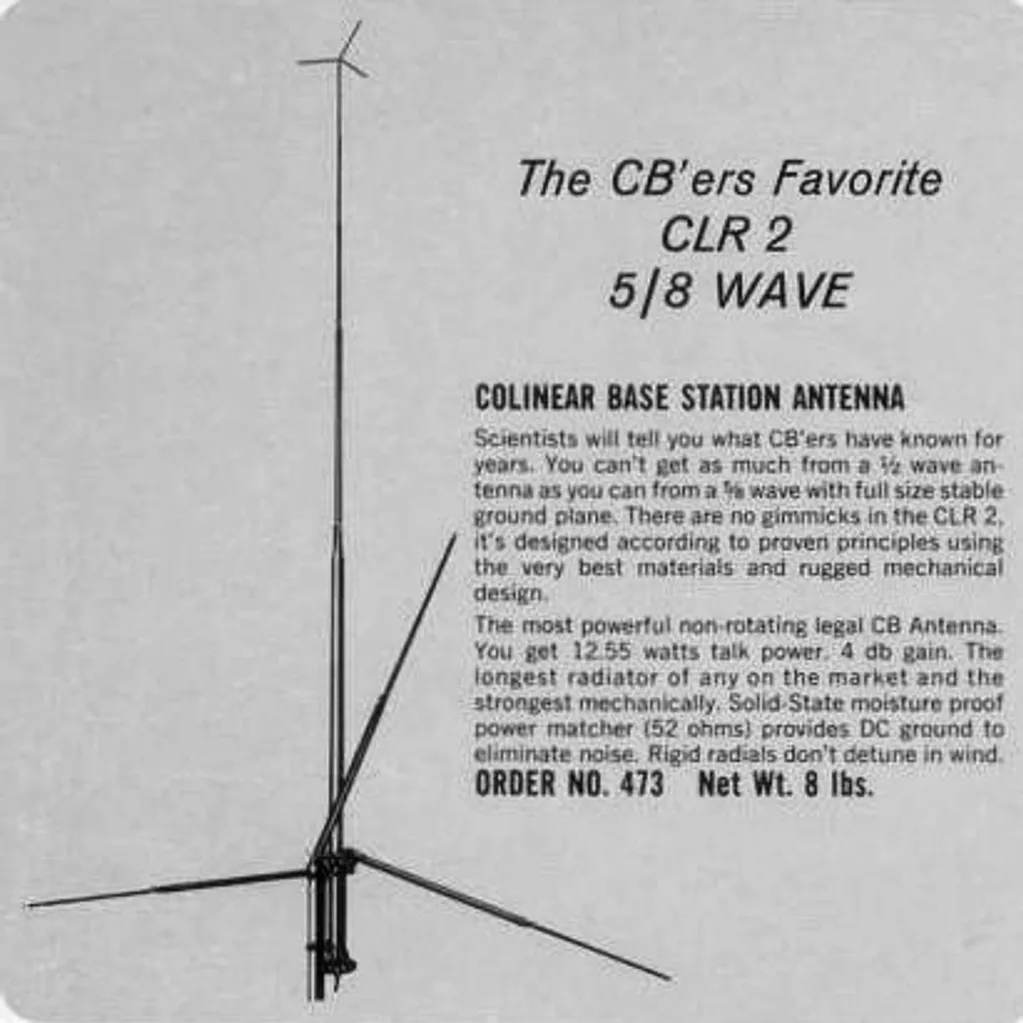 The CB'ers Favorite
CLR 2
5/8 WAVE
COLINEAR BASE STATION ANTENNA
Scientists will tell you what CB'ers have known for
years. You can't get as much from a ½ wave an-
tenna as you can from a ⅝ wave with full size stable
ground plane. There are no gimmicks in the CLR 2,
it's designed according to proven principles using
the very best materials and rugged mechanical
design.
The most powerful non-rotating legal CB Antenna.
You get 12.55 watts talk power. 4 db gain. The
longest radiator of any on the market and the
strongest mechanically. Solid-State moisture proof
power matcher (52 ohms) provides DC ground to
eliminate noise. Rigid radials don't detune in wind.
ORDER NO. 473 Net Wt. 8 lbs.